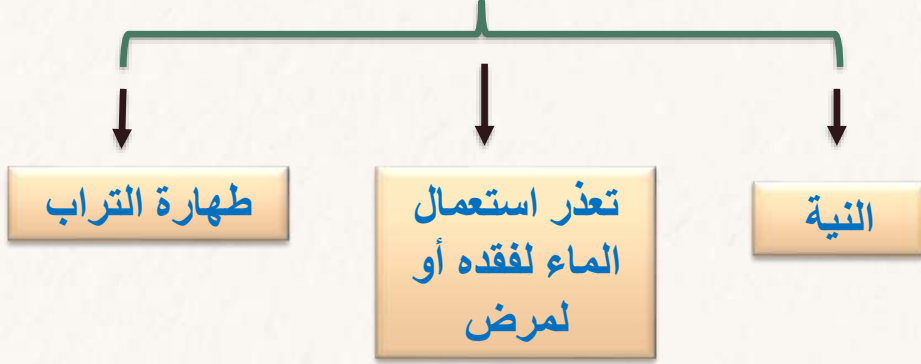 النية
تعذر استعمال
الماء لفقده أو
لمرض
طهارة التراب